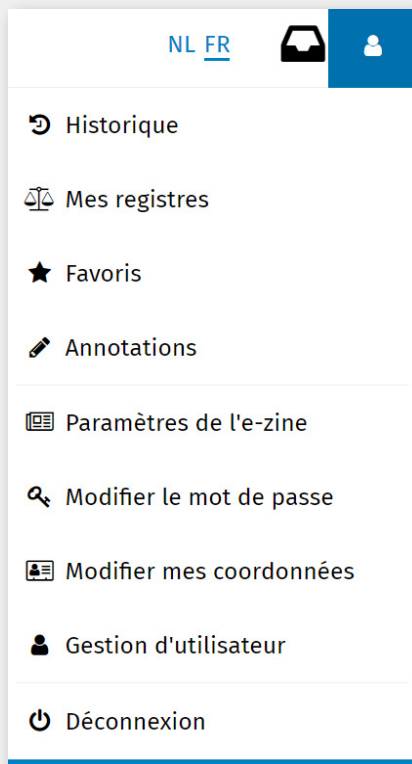 NL FR
Historique
Mes registres
Favoris
Annotations
Paramètres de l'e-zine
Modifier le mot de passe
Modifier mes coordonnées
Gestion d'utilisateur
Déconnexion